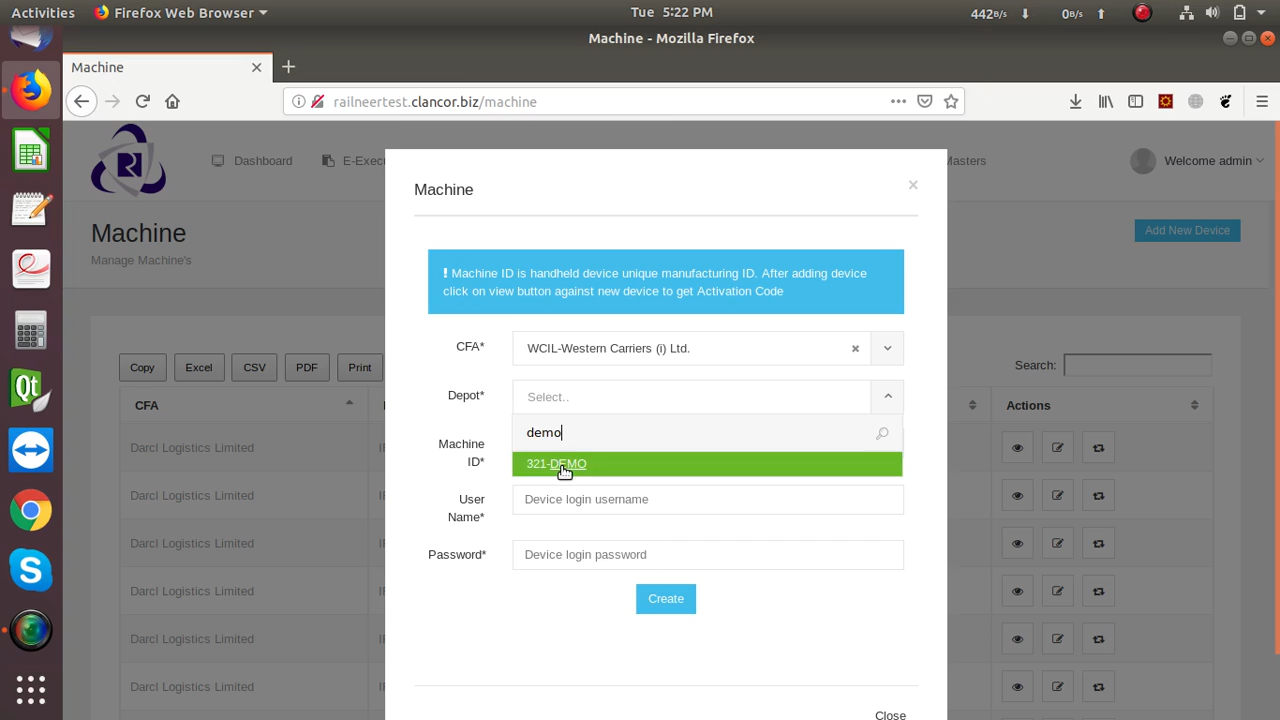 Activities Firefox Web Browser Tue 5:22 PM 442B/s 0B/s
Machine - Mozilla Firefox
Machine
railneertest.clancor.biz/machine
Dashboard E-Exec Masters Welcome admin
Machine
Manage Machine's
Add New Device
Machine
×
! Machine ID is handheld device unique manufacturing ID. After adding device
click on view button against new device to get Activation Code
CFA* WCIL-Western Carriers (i) Ltd.
Depot* Select..
demo
321-DEMO
Machine
ID*
User
Name*
Device login username
Password* Device login password
Create
Close
Copy Excel CSV PDF Print Search:
CFA Actions
Darcl Logistics Limited
Darcl Logistics Limited
Darcl Logistics Limited
Darcl Logistics Limited
Darcl Logistics Limited
Darcl Logistics Limited